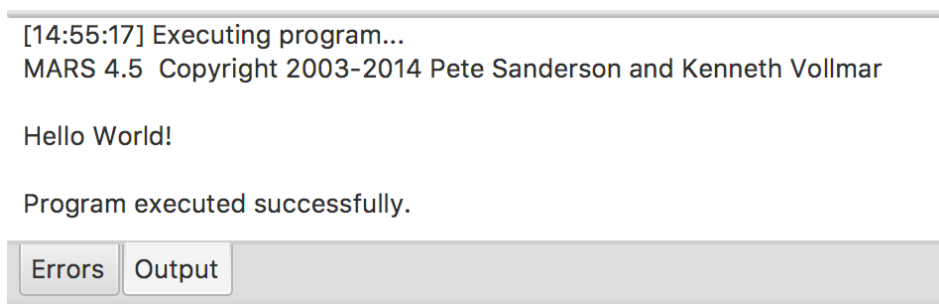 [14:55:17] Executing program...
MARS 4.5  Copyright 2003-2014 Pete Sanderson and Kenneth Vollmar
Hello World!
Program executed successfully.
Errors
Output